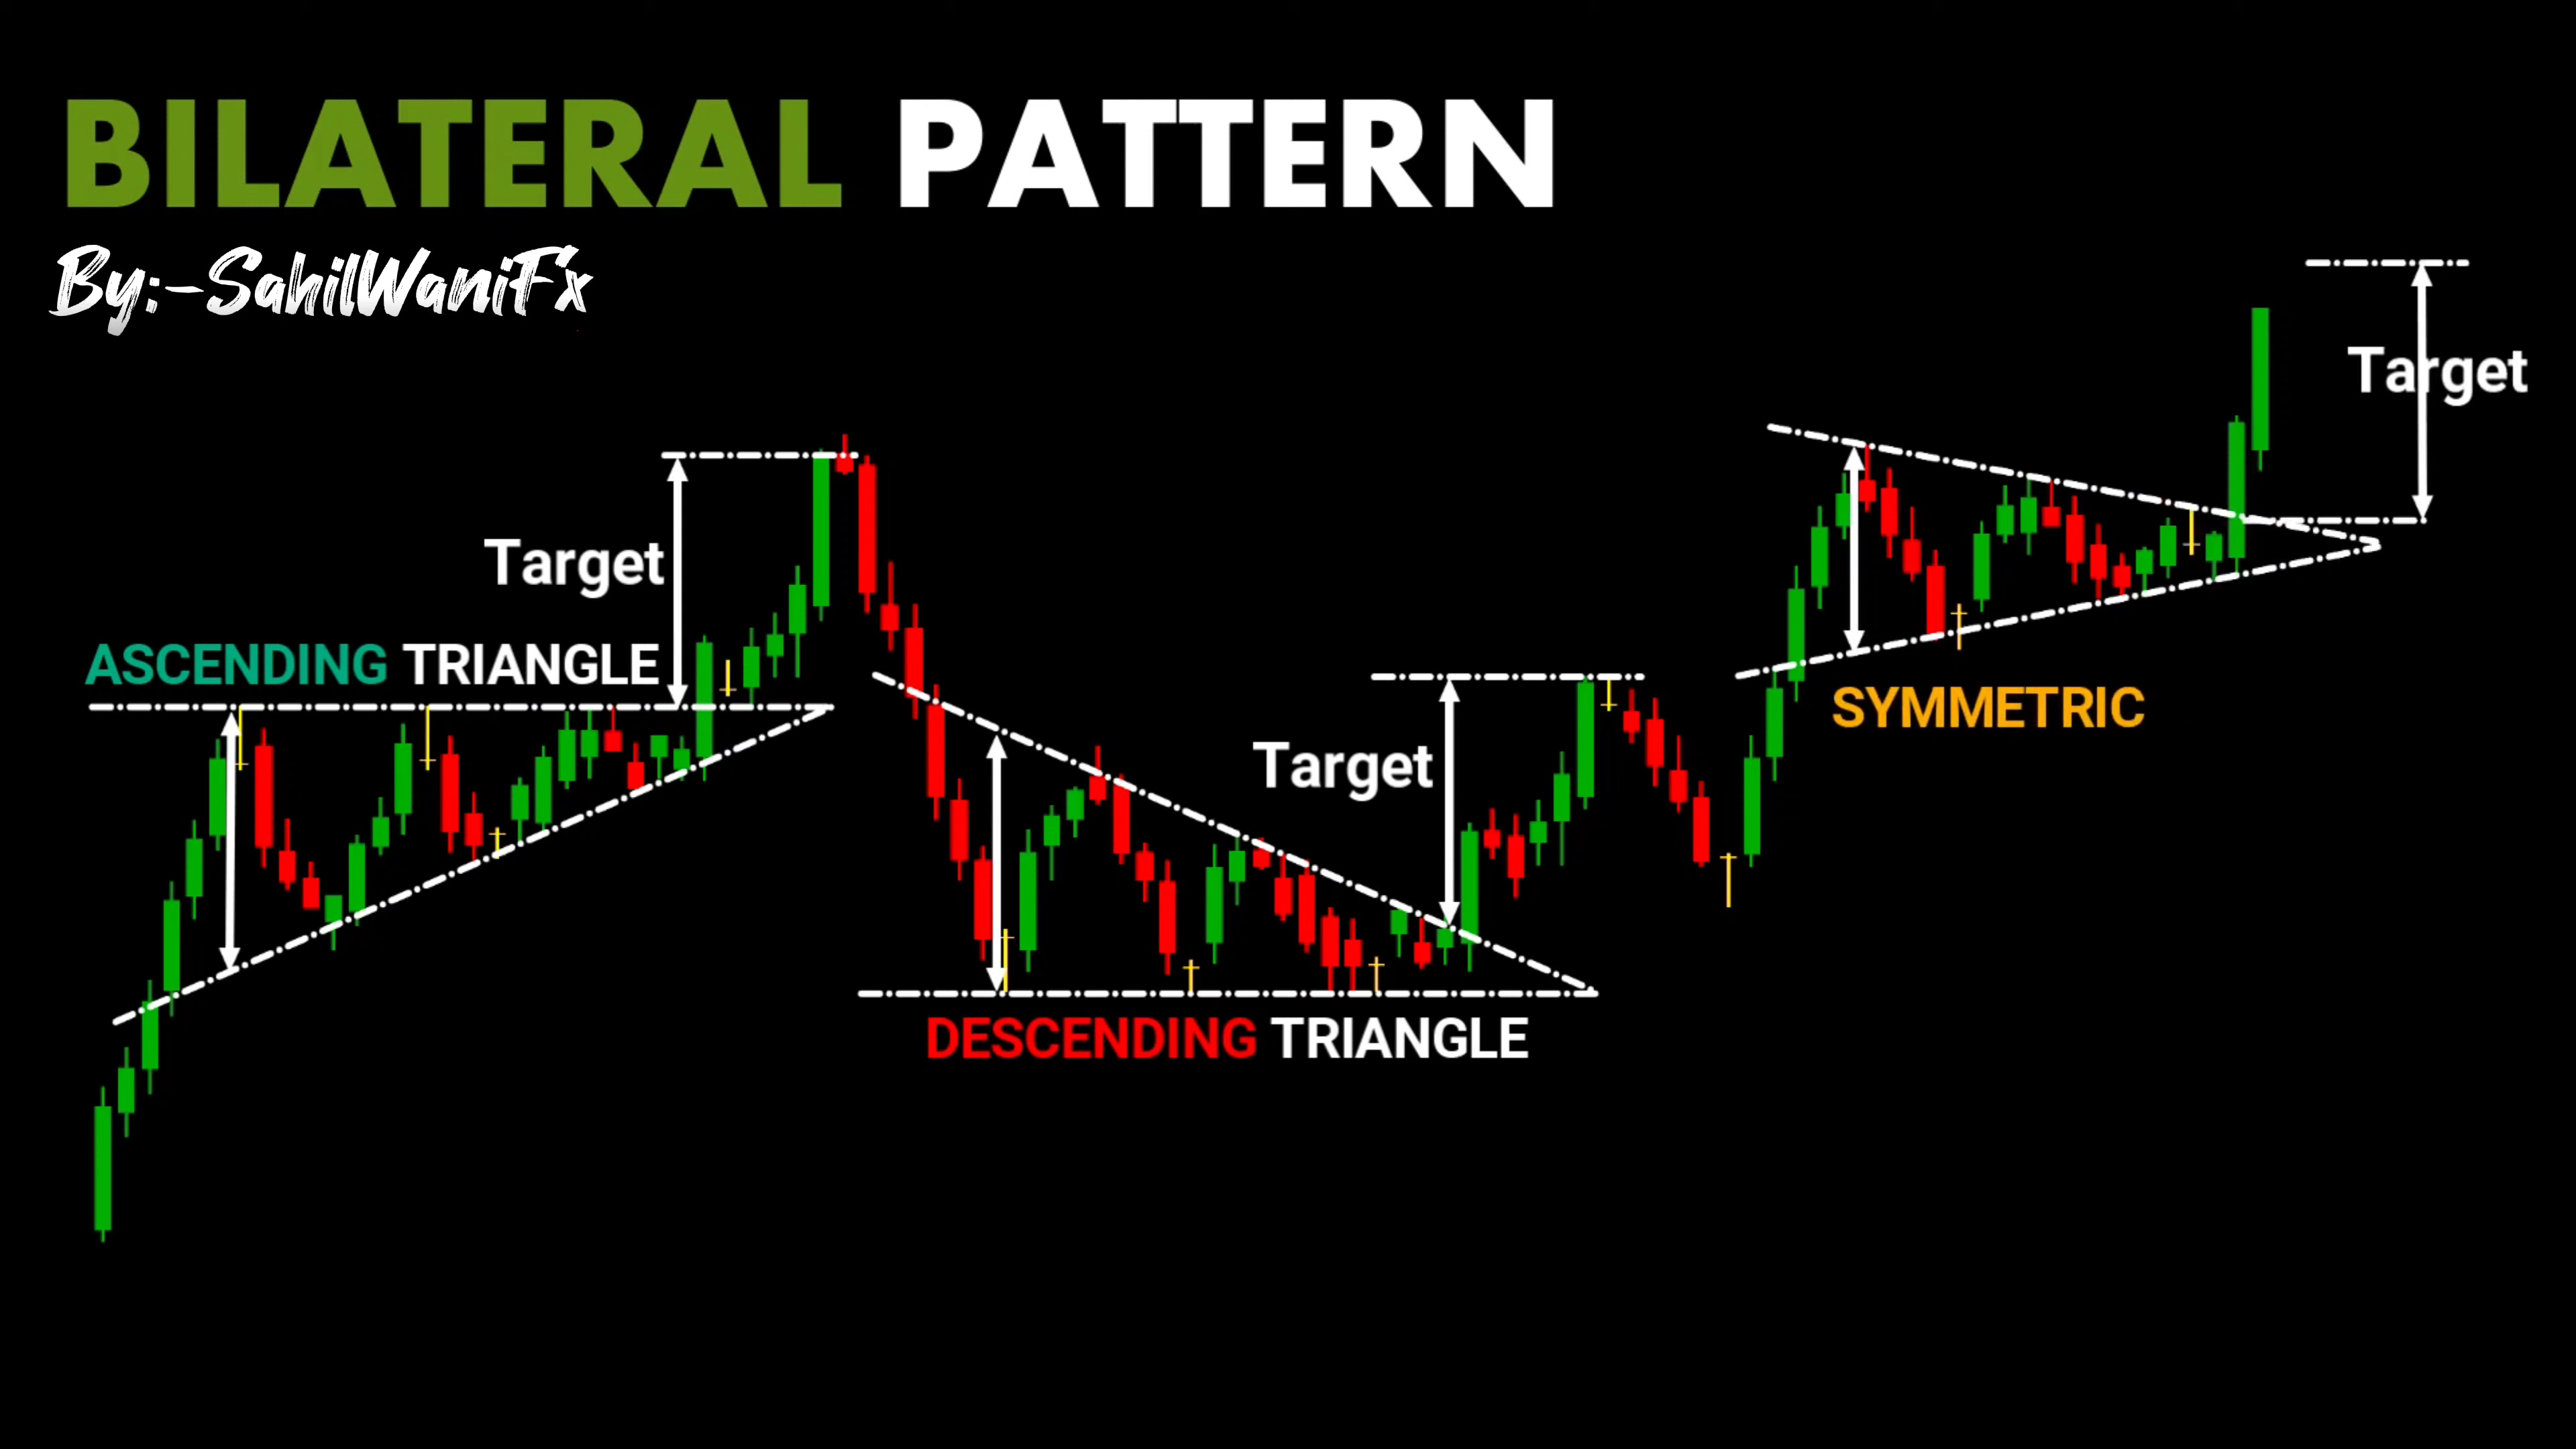 BILATERAL PATTERN
By:-SahilWaniFx
Target
Target
ASCENDING TRIANGLE
SYMMETRIC
Target
DESCENDING TRIANGLE